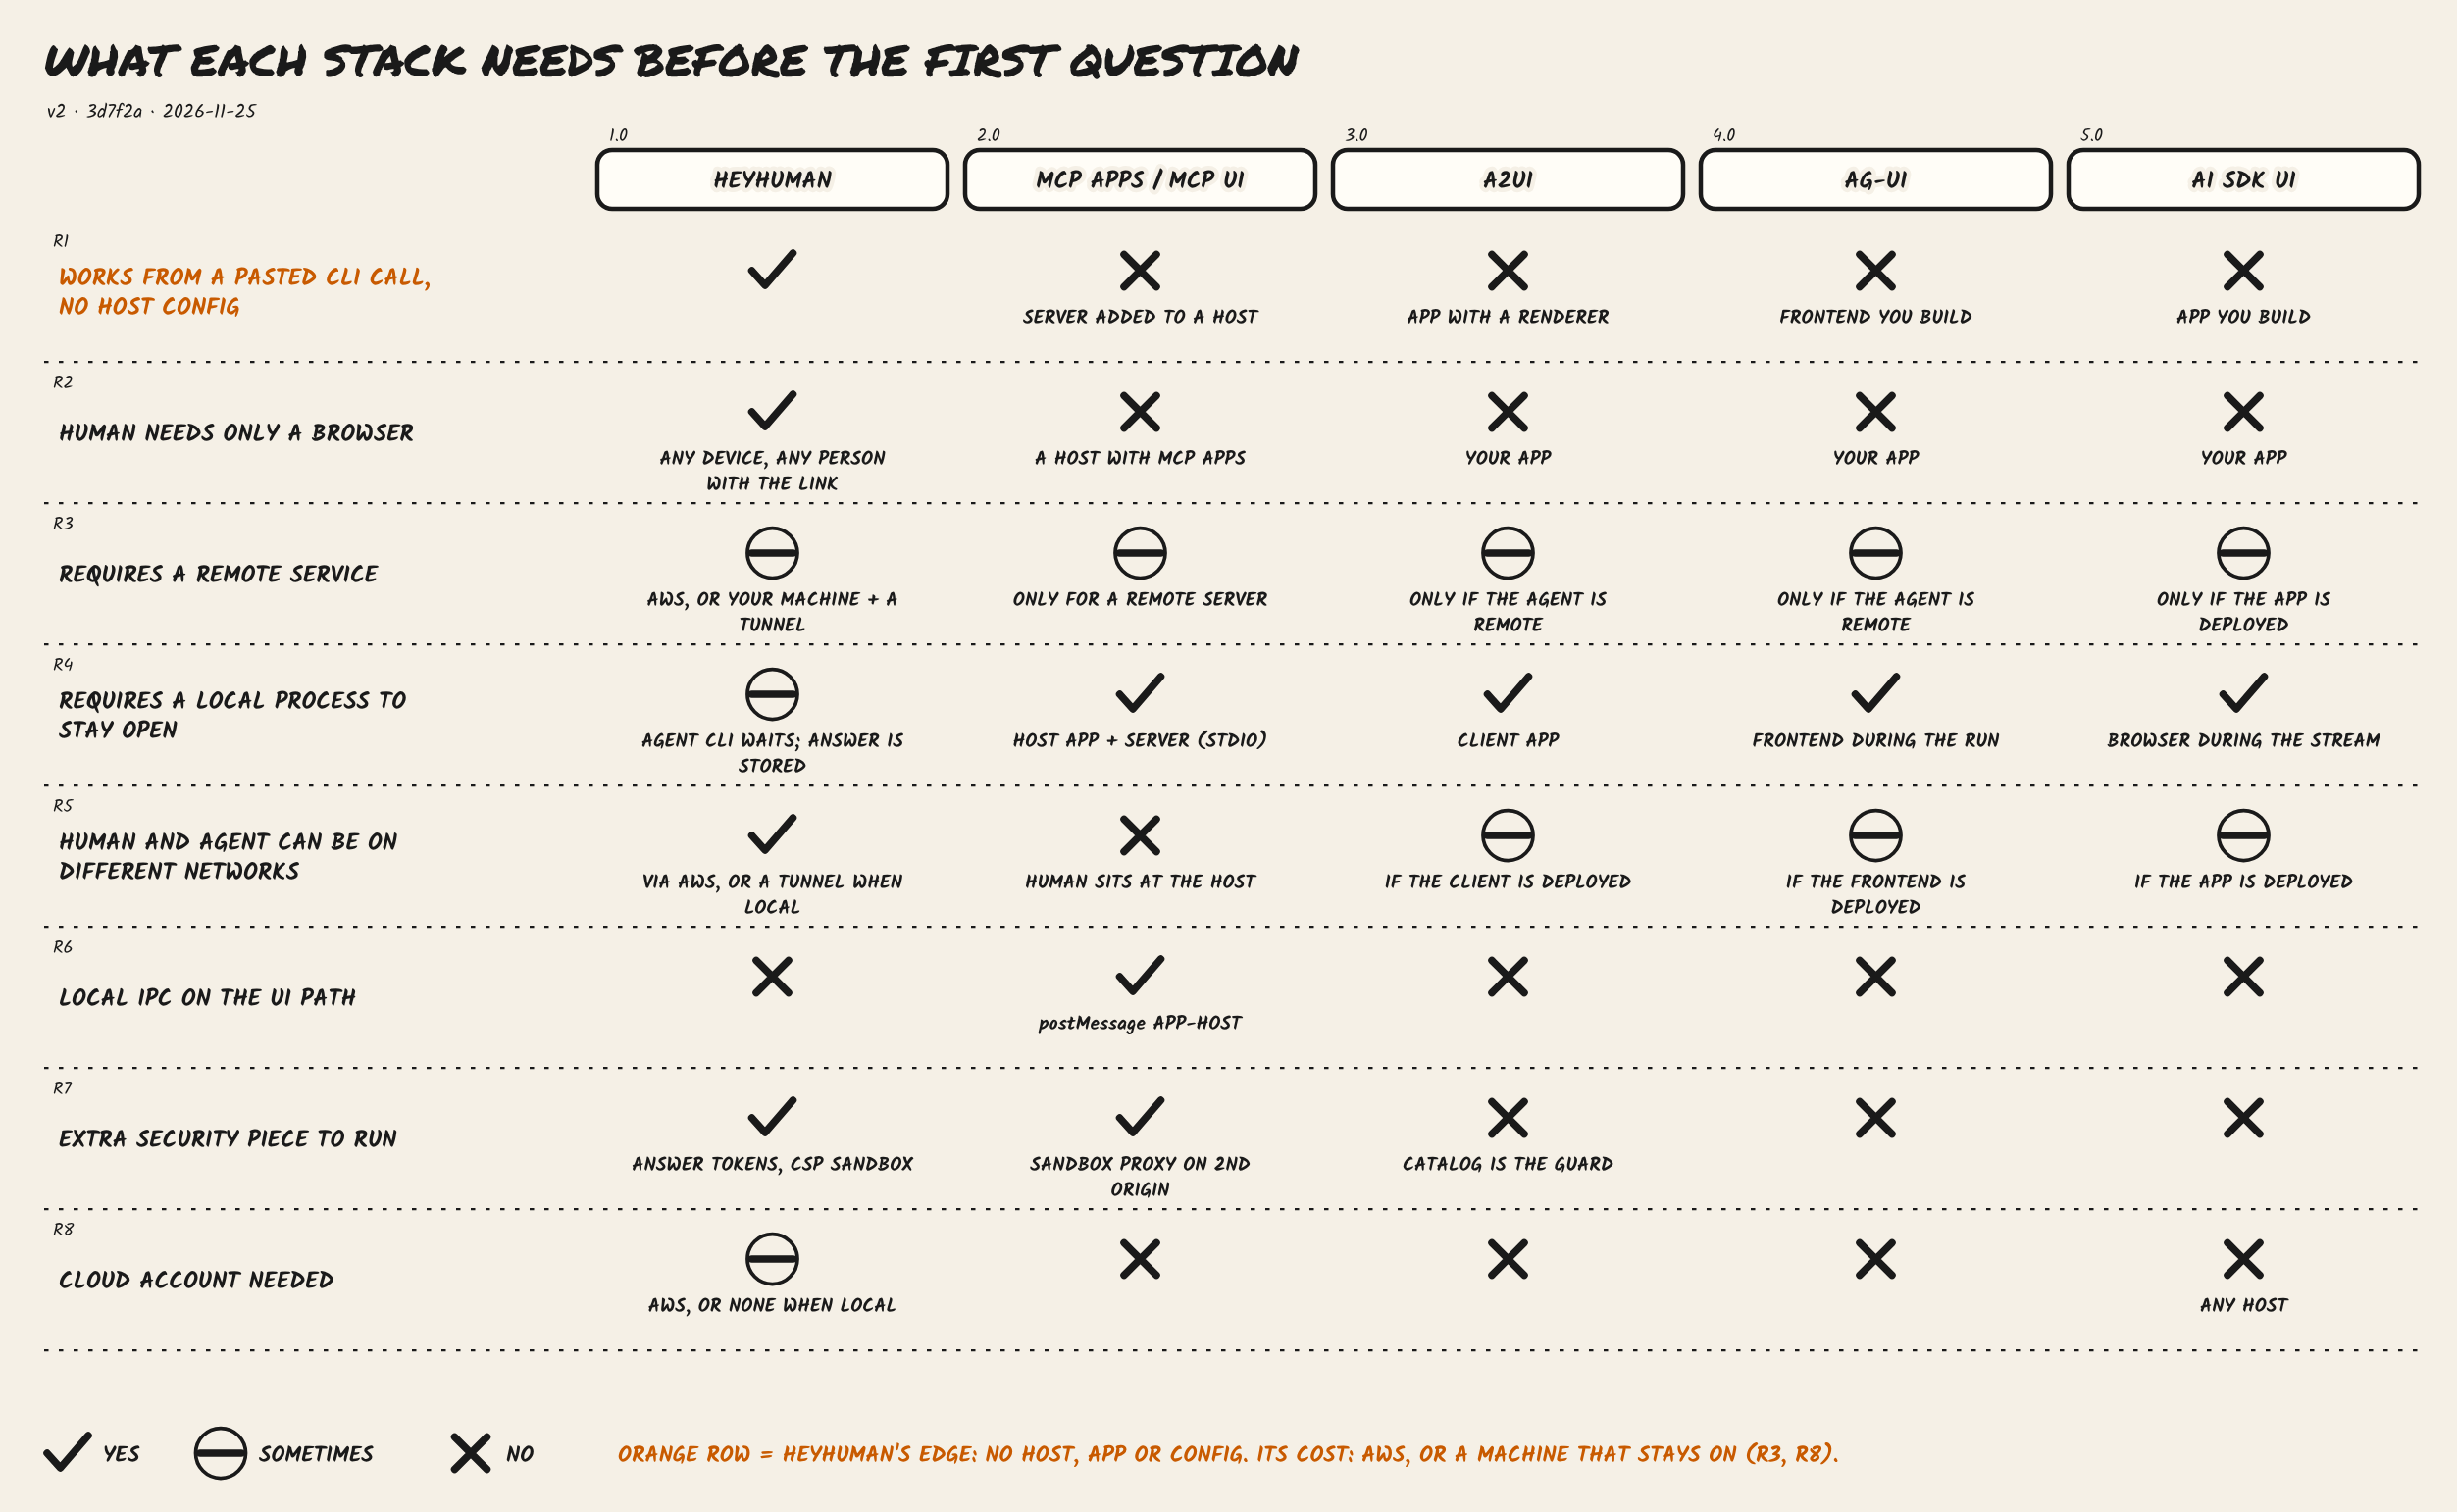 WHAT EACH STACK NEEDS BEFORE THE FIRST QUESTION
v2 · 3d7f2a · 2026-11-25
1.0
2.0
3.0
4.0
5.0
HEYHUMAN
MCP APPS / MCP UI
A2UI
AG-UI
AI SDK UI
R1
WORKS FROM A PASTED CLI CALL,
NO HOST CONFIG
SERVER ADDED TO A HOST
APP WITH A RENDERER
FRONTEND YOU BUILD
APP YOU BUILD
R2
HUMAN NEEDS ONLY A BROWSER
ANY DEVICE, ANY PERSON
WITH THE LINK
A HOST WITH MCP APPS
YOUR APP
YOUR APP
YOUR APP
R3
REQUIRES A REMOTE SERVICE
AWS, OR YOUR MACHINE + A
TUNNEL
ONLY FOR A REMOTE SERVER
ONLY IF THE AGENT IS
REMOTE
ONLY IF THE AGENT IS
REMOTE
ONLY IF THE APP IS
DEPLOYED
R4
REQUIRES A LOCAL PROCESS TO
STAY OPEN
AGENT CLI WAITS; ANSWER IS
STORED
HOST APP + SERVER (STDIO)
CLIENT APP
FRONTEND DURING THE RUN
BROWSER DURING THE STREAM
R5
HUMAN AND AGENT CAN BE ON
DIFFERENT NETWORKS
VIA AWS, OR A TUNNEL WHEN
LOCAL
HUMAN SITS AT THE HOST
IF THE CLIENT IS DEPLOYED
IF THE FRONTEND IS
DEPLOYED
IF THE APP IS DEPLOYED
R6
LOCAL IPC ON THE UI PATH
postMessage APP-HOST
R7
EXTRA SECURITY PIECE TO RUN
ANSWER TOKENS, CSP SANDBOX
SANDBOX PROXY ON 2ND
ORIGIN
CATALOG IS THE GUARD
R8
CLOUD ACCOUNT NEEDED
AWS, OR NONE WHEN LOCAL
ANY HOST
YES
SOMETIMES
NO
ORANGE ROW = HEYHUMAN'S EDGE: NO HOST, APP OR CONFIG. ITS COST: AWS, OR A MACHINE THAT STAYS ON (R3, R8).